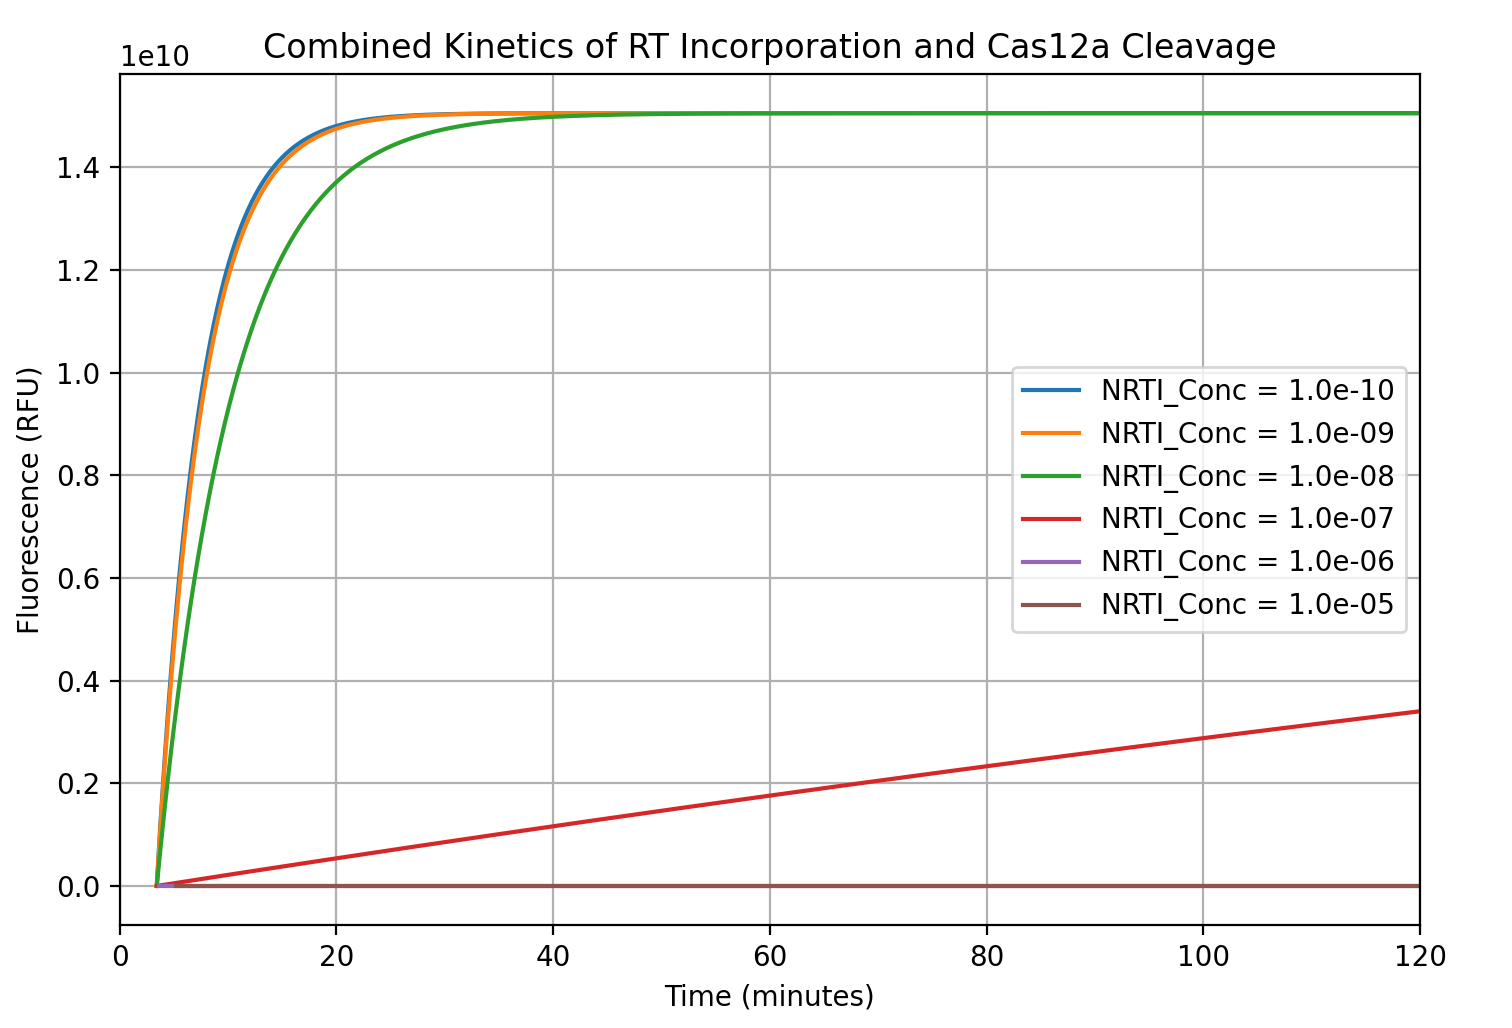 Combined Kinetics of RT Incorporation and Cas12a Cleavage
1e10
1.4
1.2
1.0
0.8
0.6
0.4
0.2
0.0
Fluorescence (RFU)
NRTI_Conc = 1.0e-10
NRTI_Conc = 1.0e-09
NRTI_Conc = 1.0e-08
NRTI_Conc = 1.0e-07
NRTI_Conc = 1.0e-06
NRTI_Conc = 1.0e-05
0 20 40 60 80 100 120
Time (minutes)